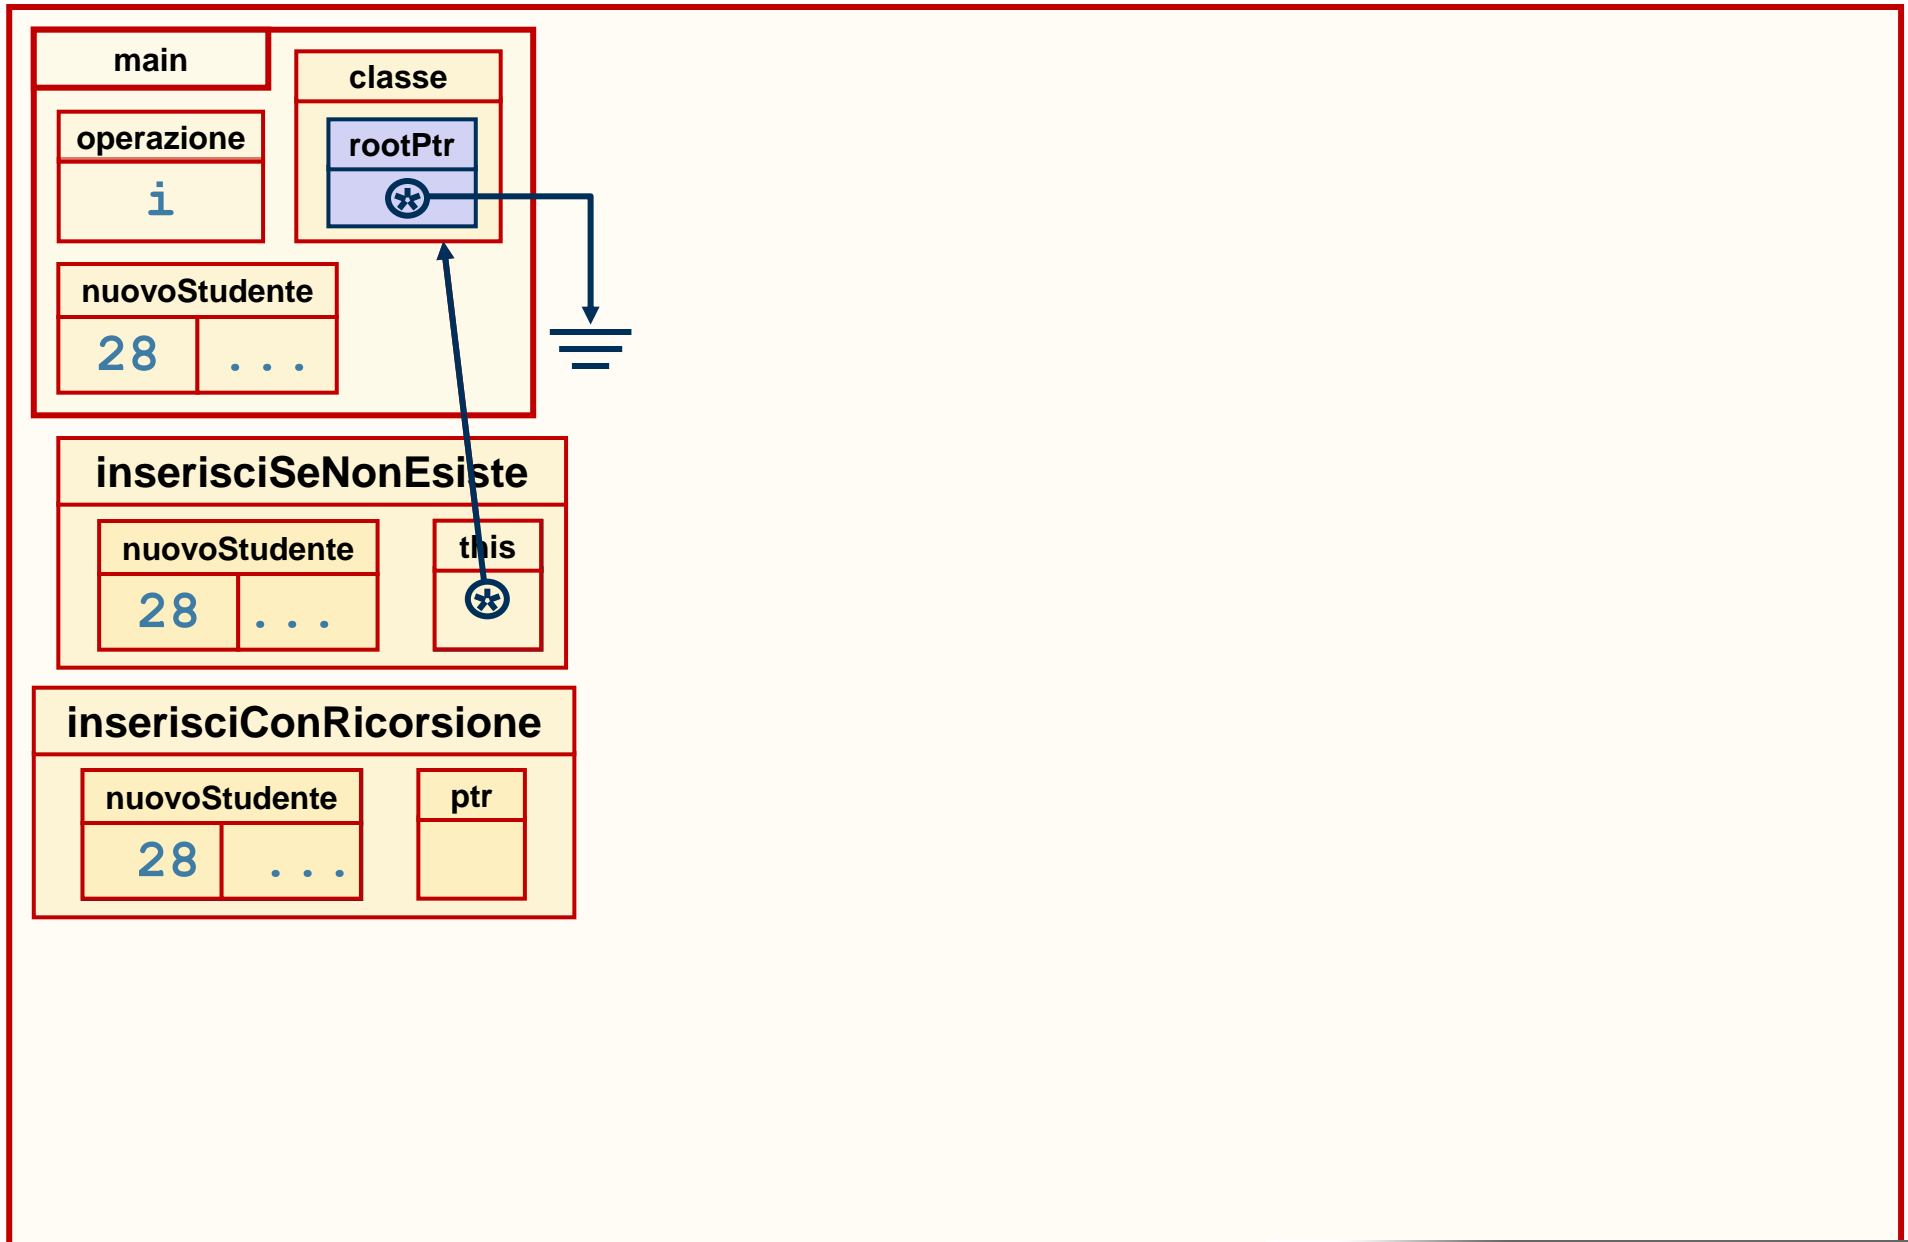 main
classe
operazione
rootPtr
*
i
nuovoStudente
28 ...
inserisciSeNonEsiste
nuovoStudente this
28 ... *
inserisciConRicorsione
nuovoStudente ptr
28 ...